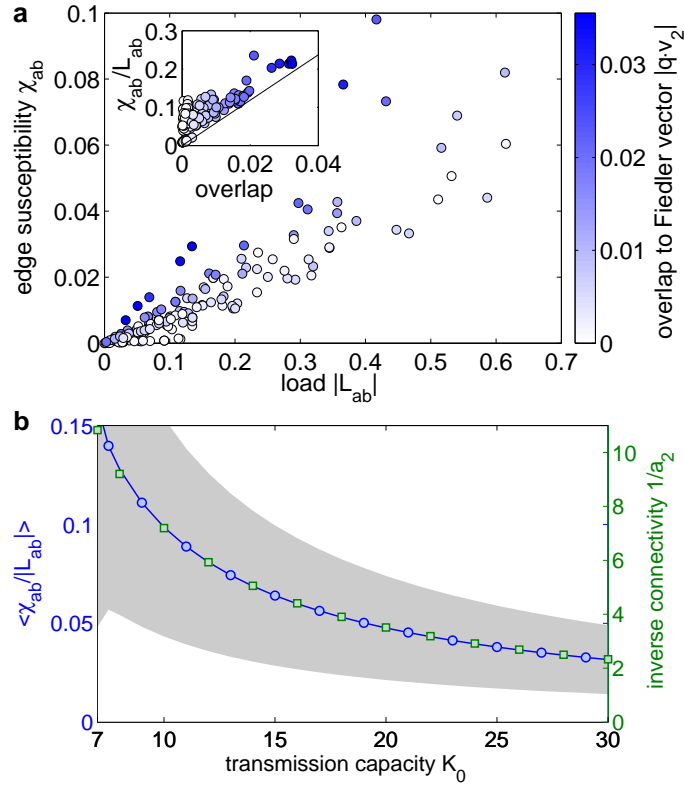 a
edge susceptibility χab
0.1
0.08
0.06
0.04
0.02
0
0 0.1 0.2 0.3 0.4 0.5 0.6 0.7
load |Lab|
χab/Lab
0.3
0.2
0.1
0
0 0.02 0.04
overlap
0.03
0.02
0.01
0
overlap to Fiedler vector |q·v2|
b
<χab/|Lab|>
0.15
0.1
0.05
0
7 10 15 20 25 30
transmission capacity K0
10
8
6
4
2
0
inverse connectivity 1/a2